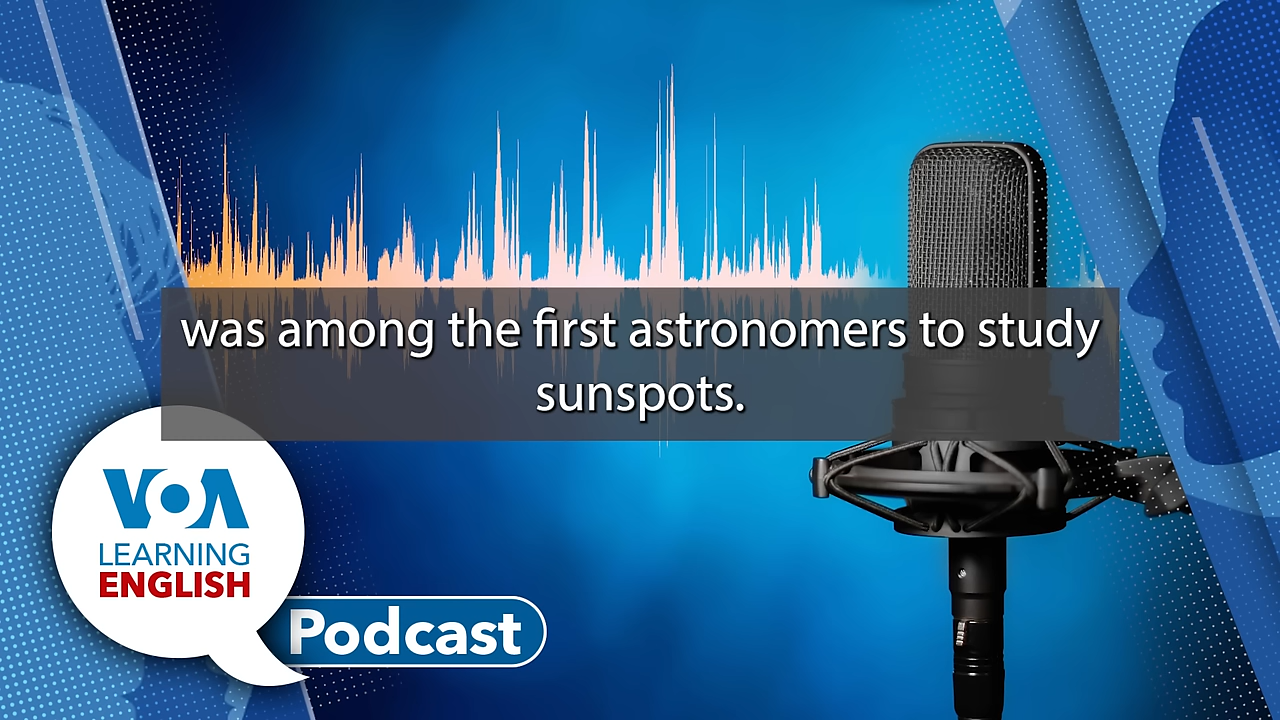 was among the first astronomers to study
sunspots.
VOA
LEARNING
ENGLISH
Podcast